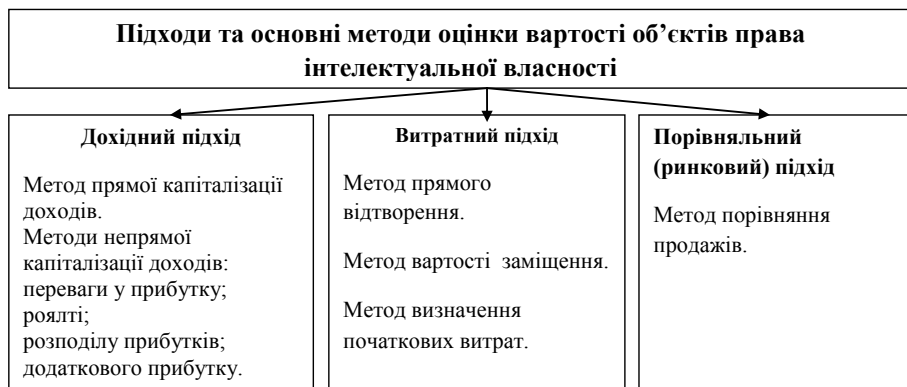 Підходи та основні методи оцінки вартості об’єктів права
інтелектуальної власності
Дохідний підхід
Метод прямої капіталізації
доходів.
Методи непрямої
капіталізації доходів:
переваги у прибутку;
роялті;
розподілу прибутків;
додаткового прибутку.
Витратний підхід
Метод прямого
відтворення.
Метод вартості заміщення.
Метод визначення
початкових витрат.
Порівняльний
(ринковий) підхід
Метод порівняння
продажів.